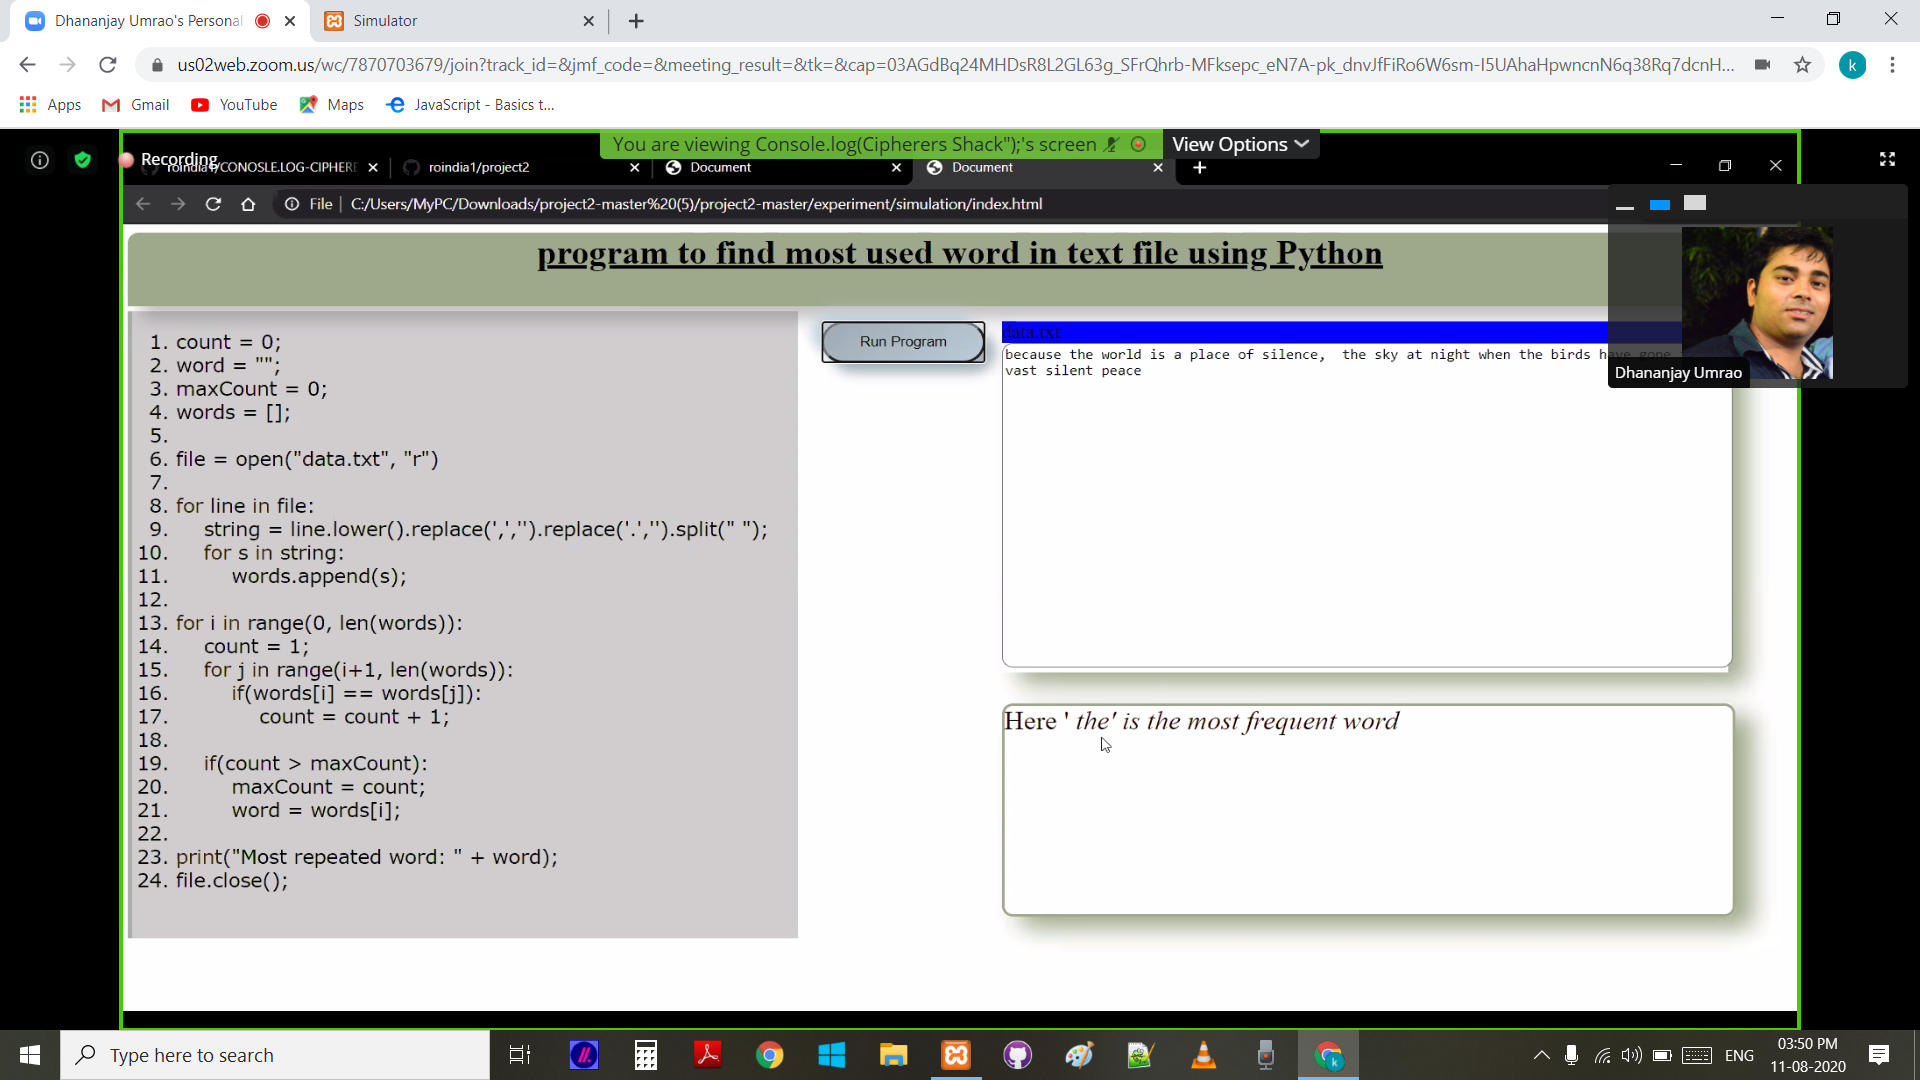 Dhananjay Umrao's Personal
Simulator
us02web.zoom.us/wc/7870703679/join?track_id=&jmf_code=&meeting_result=&tk=&cap=03AGdBq24MHDsR8L2GL63g_SFrQhrb-MFksepc_eN7A-pk_dnvJfFiRo6W6sm-I5UAhaHpwncnN6q38Rq7dcnH...
k
Apps
Gmail
YouTube
Maps
JavaScript - Basics t...
You are viewing Console.log(Cipherers Shack");'s screen
View Options
Recording
roindia1/CONOSLE.LOG-CIPHERE
roindia1/project2
Document
Document
File
C:/Users/MyPC/Downloads/project2-master%20(5)/project2-master/experiment/simulation/index.html
program to find most used word in text file using Python
1. count = 0;
2. word = "";
3. maxCount = 0;
4. words = [];
5.
6. file = open("data.txt", "r")
7.
8. for line in file:
9. string = line.lower().replace(',','').replace('.','').split(" ");
10. for s in string:
11. words.append(s);
12.
13. for i in range(0, len(words)):
14. count = 1;
15. for j in range(i+1, len(words)):
16. if(words[i] == words[j]):
17. count = count + 1;
18.
19. if(count > maxCount):
20. maxCount = count;
21. word = words[i];
22.
23. print("Most repeated word: " + word);
24. file.close();
Run Program
data.txt
because the world is a place of silence,  the sky at night when the birds have gone
vast silent peace
Here ' the' is the most frequent word
Dhananjay Umrao
Type here to search
k
ENG
03:50 PM
11-08-2020